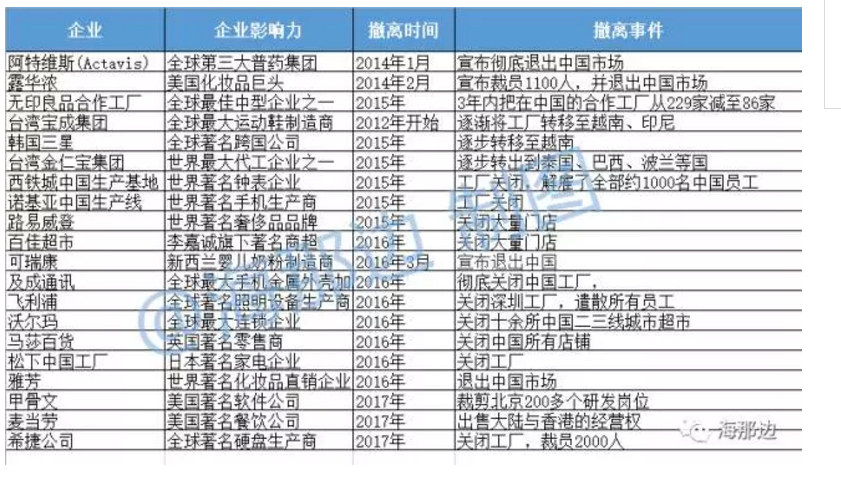 企业 企业影响力 撤离时间 撤离事件
阿特维斯(Actavis) 全球第三大普药集团 2014年1月 宣布彻底退出中国市场
露华浓 美国化妆品巨头 2014年2月 宣布裁员1100人，并退出中国市场
无印良品合作工厂 全球最佳中型企业之一 2015年 3年内把在中国的合作工厂从229家减至86家
台湾宝成集团 全球最大运动鞋制造商 2012年开始 逐渐将工厂转移至越南、印尼
韩国三星 全球著名跨国公司 2015年 逐步转移至越南
台湾金仁宝集团 世界最大代工企业之一 2015年 逐步转出到泰国、巴西、波兰等国
西铁城中国生产基地 世界著名钟表企业 2015年 工厂关闭，解雇了全部约1000名中国员工
诺基亚中国生产线 世界著名手机生产商 2015年 工厂关闭
路易威登 世界著名奢侈品品牌 2015年 关闭大量门店
百佳超市 李嘉诚旗下著名商超 2016年 关闭大量门店
可瑞康 新西兰婴儿奶粉制造商 2016年3月 宣布退出中国
及成通讯 全球最大手机金属外壳加 2016年 彻底关闭中国工厂，
飞利浦 全球著名照明设备生产商 2016年 关闭深圳工厂，遣散所有员工
沃尔玛 全球最大连锁企业 2016年 关闭十余所中国二三线城市超市
马莎百货 英国著名零售商 2016年 关闭中国所有店铺
松下中国工厂 日本著名家电企业 2016年 关闭工厂
雅芳 世界著名化妆品直销企业 2016年 退出中国市场
甲骨文 美国著名软件公司 2017年 裁剪北京200多个研发岗位
麦当劳 美国著名餐饮公司 2017年 出售大陆与香港的经营权
希捷公司 全球著名硬盘生产商 2017年 关闭工厂，裁员2000人
@海那边 制图
海那边